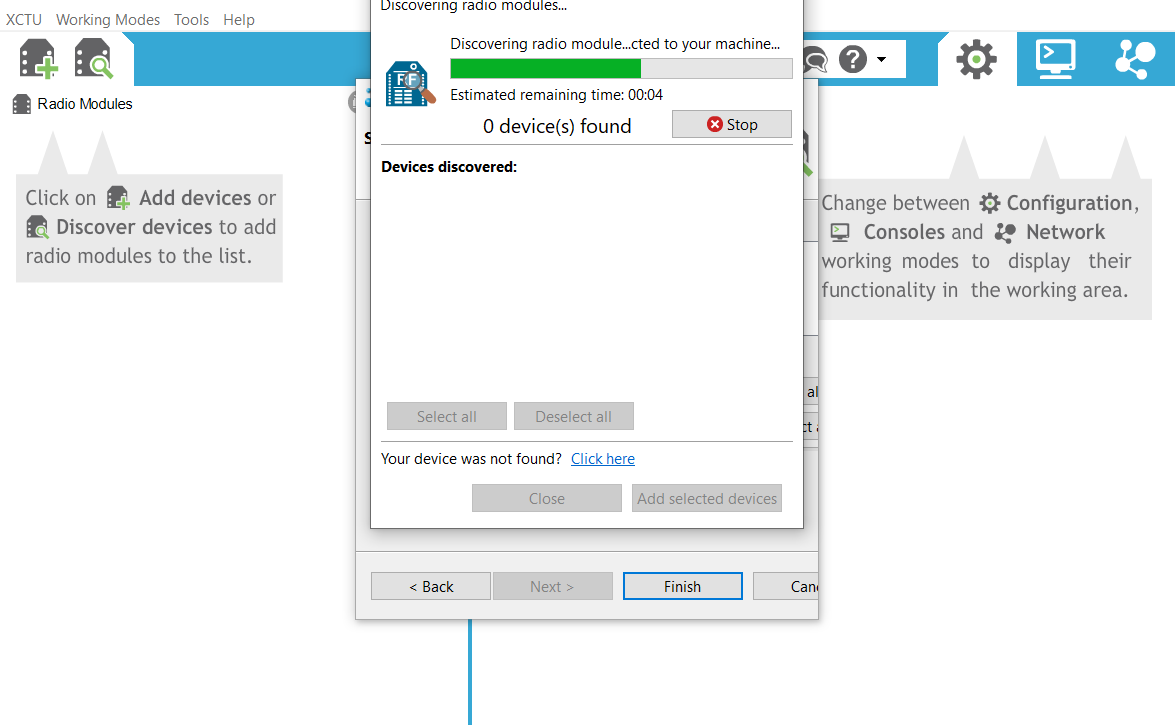 XCTU Working Modes Tools Help
Radio Modules
Click on Add devices or
Discover devices to add
radio modules to the list.
Discovering radio modules...
Discovering radio module...cted to your machine...
Estimated remaining time: 00:04
0 device(s) found
Stop
Devices discovered:
Select all
Deselect all
Your device was not found? Click here
Close
Add selected devices
< Back
Next >
Finish
Change between Configuration,
Consoles and Network
working modes to display their
functionality in the working area.